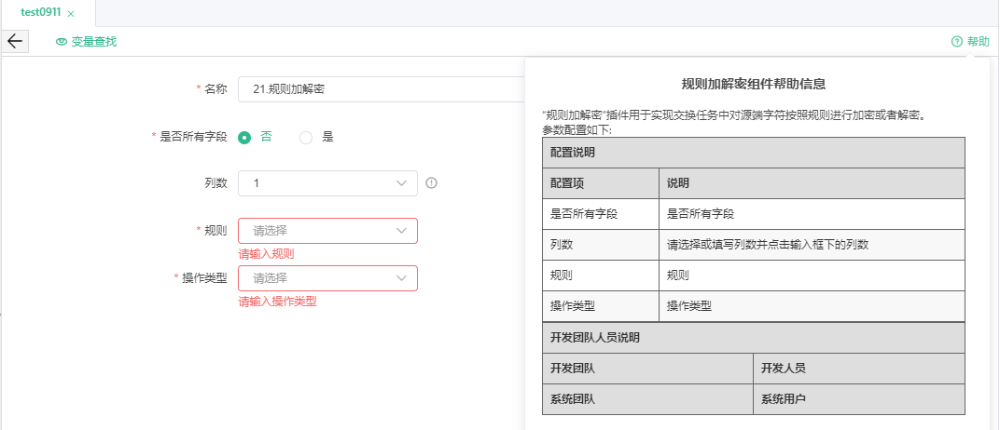 test0911
变量查找
帮助
* 名称 21.规则加解密
* 是否所有字段 否 是
列数 1
* 规则 请选择
请输入规则
* 操作类型 请选择
请输入操作类型
规则加解密组件帮助信息
“规则加解密”插件用于实现交换任务中对源端字符按照规则进行加密或者解密。
参数配置如下:
配置说明
配置项 说明
是否所有字段 是否所有字段
列数 请选择或填写列数并点击输入框下的列数
规则 规则
操作类型 操作类型
开发团队人员说明
开发团队 开发人员
系统团队 系统用户